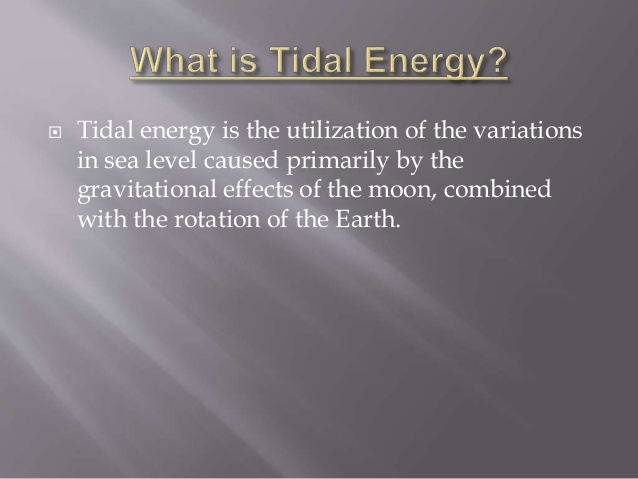 What is Tidal Energy?
Tidal energy is the utilization of the variations
in sea level caused primarily by the
gravitational effects of the moon, combined
with the rotation of the Earth.